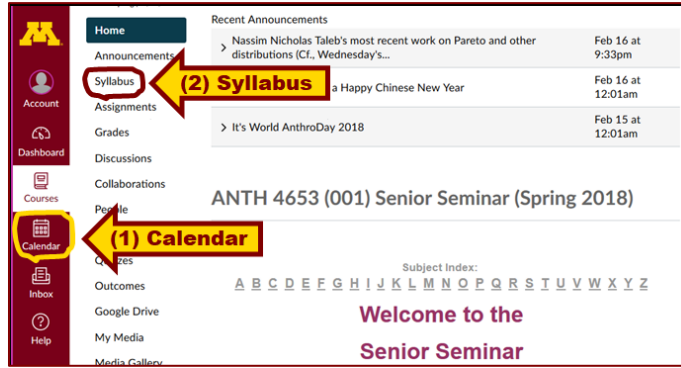 Account
Dashboard
Courses
Calendar
Inbox
Help
Home
Announcements
Syllabus
Assignments
Grades
Discussions
Collaborations
People
Quizzes
Outcomes
Google Drive
My Media
Media Gallery
(2) Syllabus
(1) Calendar
Recent Announcements
Nassim Nicholas Taleb's most recent work on Pareto and other
distributions (Cf., Wednesday's...
Feb 16 at
9:33pm
a Happy Chinese New Year
Feb 16 at
12:01am
It's World AnthroDay 2018
Feb 15 at
12:01am
ANTH 4653 (001) Senior Seminar (Spring 2018)
Subject Index:
A B C D E F G H I J K L M N O P Q R S T U V W X Y Z
Welcome to the
Senior Seminar